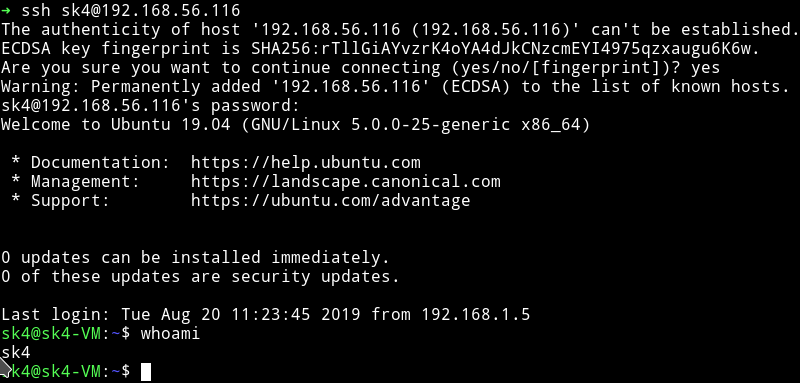 ➜ ssh sk4@192.168.56.116
The authenticity of host '192.168.56.116 (192.168.56.116)' can't be established.
ECDSA key fingerprint is SHA256:rTllGiAYvzrK4oYA4dJkCNzcmEYI4975qzxaugu6K6w.
Are you sure you want to continue connecting (yes/no/[fingerprint])? yes
Warning: Permanently added '192.168.56.116' (ECDSA) to the list of known hosts.
sk4@192.168.56.116's password:
Welcome to Ubuntu 19.04 (GNU/Linux 5.0.0-25-generic x86_64)
* Documentation: https://help.ubuntu.com
* Management: https://landscape.canonical.com
* Support: https://ubuntu.com/advantage
0 updates can be installed immediately.
0 of these updates are security updates.
Last login: Tue Aug 20 11:23:45 2019 from 192.168.1.5
sk4@sk4-VM:~$ whoami
sk4
sk4@sk4-VM:~$